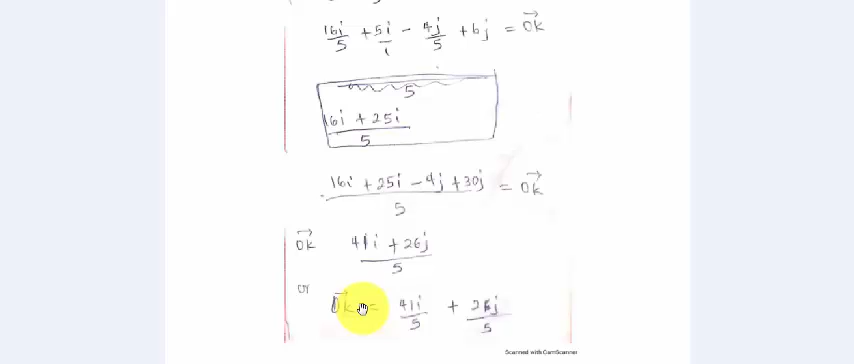 16i/5 + 5i/1 - 4j/5 + 6j = OK
5
16i + 25i
5
16i + 25i - 4j + 30j = OK
5
OK 41i + 26j
5
or
OK = 41i/5 + 26j/5
Scanned with CamScanner